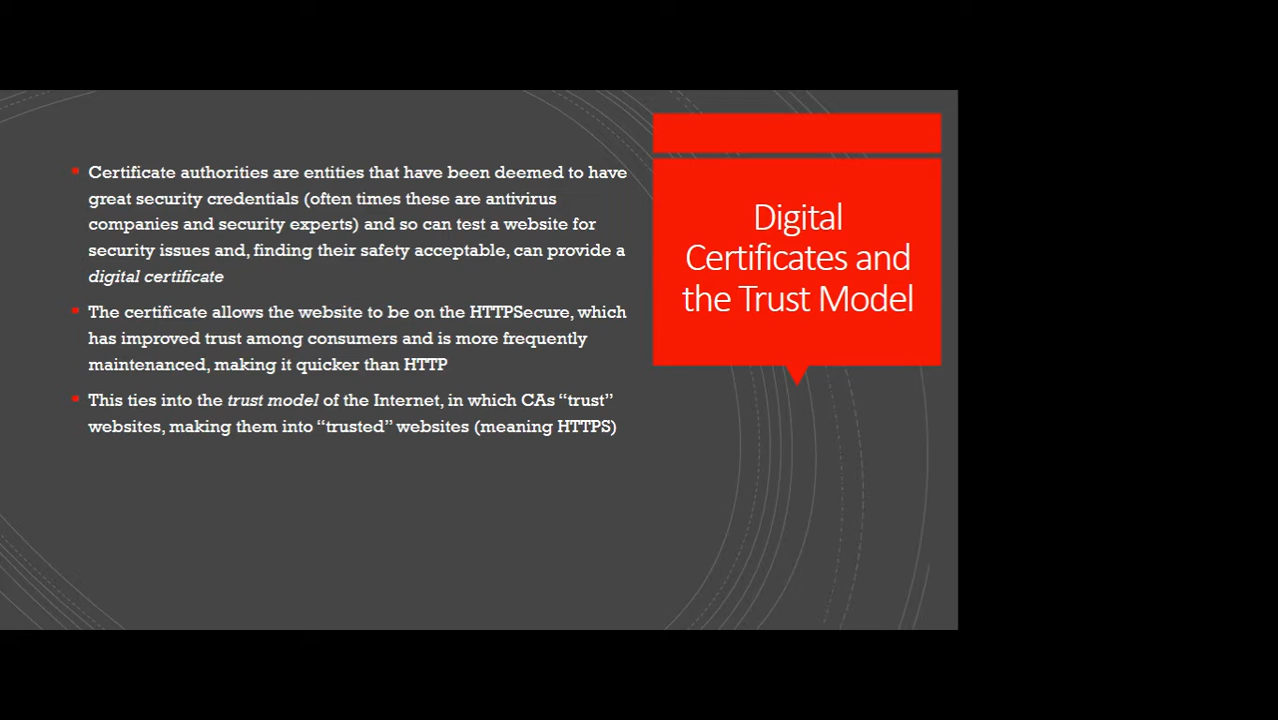 Certificate authorities are entities that have been deemed to have
great security credentials (often times these are antivirus
companies and security experts) and so can test a website for
security issues and, finding their safety acceptable, can provide a
digital certificate
The certificate allows the website to be on the HTTPSecure, which
has improved trust among consumers and is more frequently
maintenanced, making it quicker than HTTP
This ties into the trust model of the Internet, in which CAs “trust”
websites, making them into “trusted” websites (meaning HTTPS)
Digital
Certificates and
the Trust Model